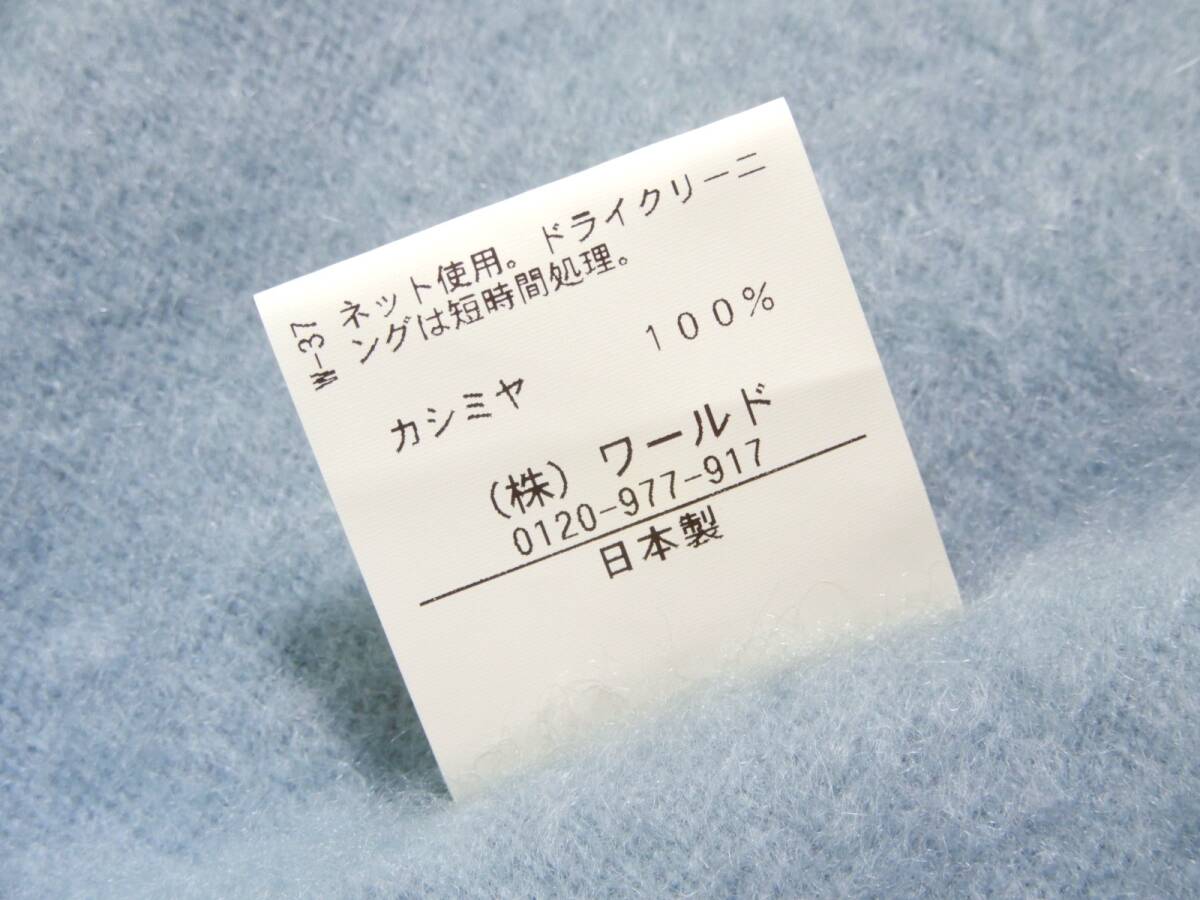 W-37
ネット使用。ドライクリーニ
ングは短時間処理。
100%
カシミヤ
(株) ワールド
0120-977-917
日本製